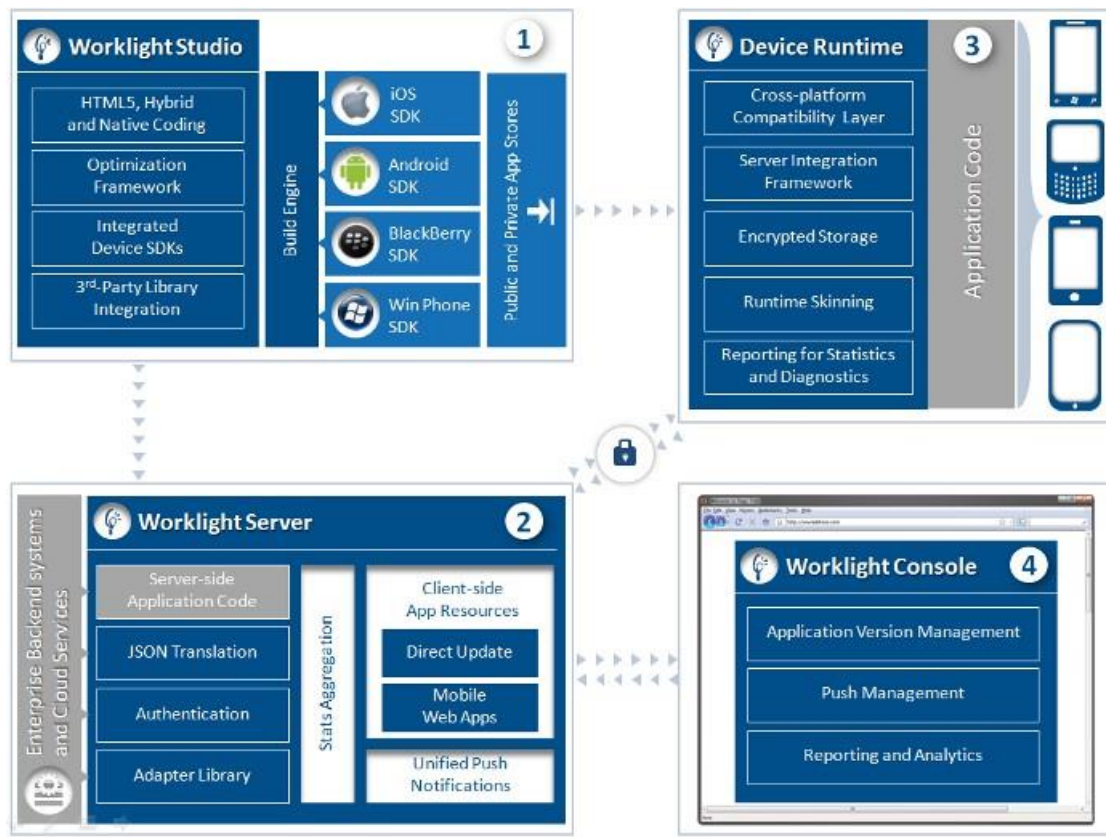 Worklight Studio
1
HTML5, Hybrid
and Native Coding
Optimization
Framework
Integrated
Device SDKs
3rd-Party Library
Integration
Build Engine
iOS
SDK
Android
SDK
BlackBerry
SDK
Win Phone
SDK
Public and Private App Stores
Device Runtime
3
Cross-platform
Compatibility Layer
Server Integration
Framework
Encrypted Storage
Runtime Skinning
Reporting for Statistics
and Diagnostics
Application Code
Enterprise Backend systems
and Cloud Services
Worklight Server
2
Server-side
Application Code
JSON Translation
Authentication
Adapter Library
Stats Aggregation
Client-side
App Resources
Direct Update
Mobile
Web Apps
Unified Push
Notifications
Worklight Console
4
Application Version Management
Push Management
Reporting and Analytics